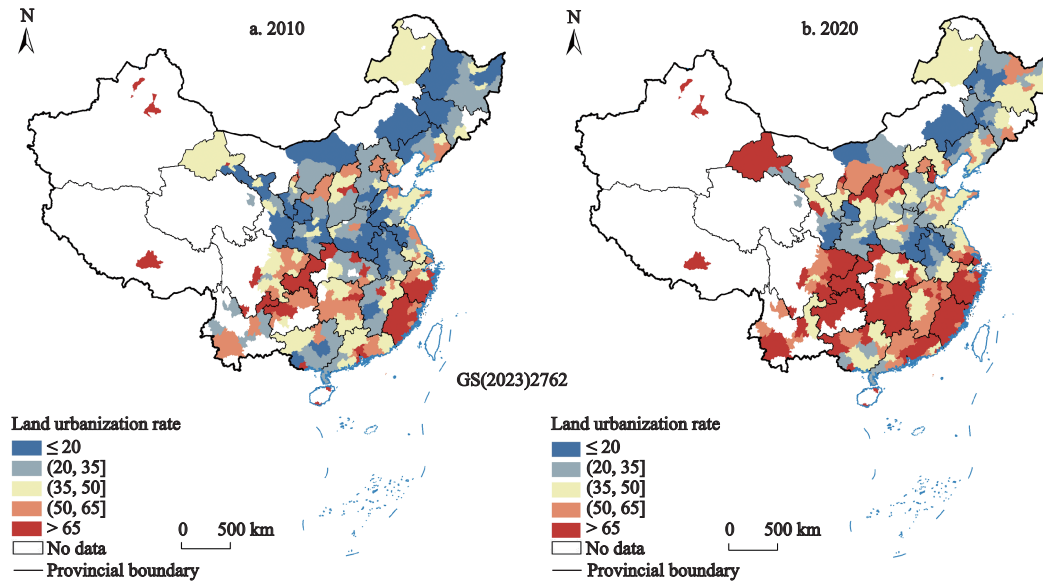 N
a. 2010
N
b. 2020
GS(2023)2762
Land urbanization rate
≤ 20
(20, 35]
(35, 50]
(50, 65]
> 65
No data
Provincial boundary
0 500 km
Land urbanization rate
≤ 20
(20, 35]
(35, 50]
(50, 65]
> 65
No data
Provincial boundary
0 500 km